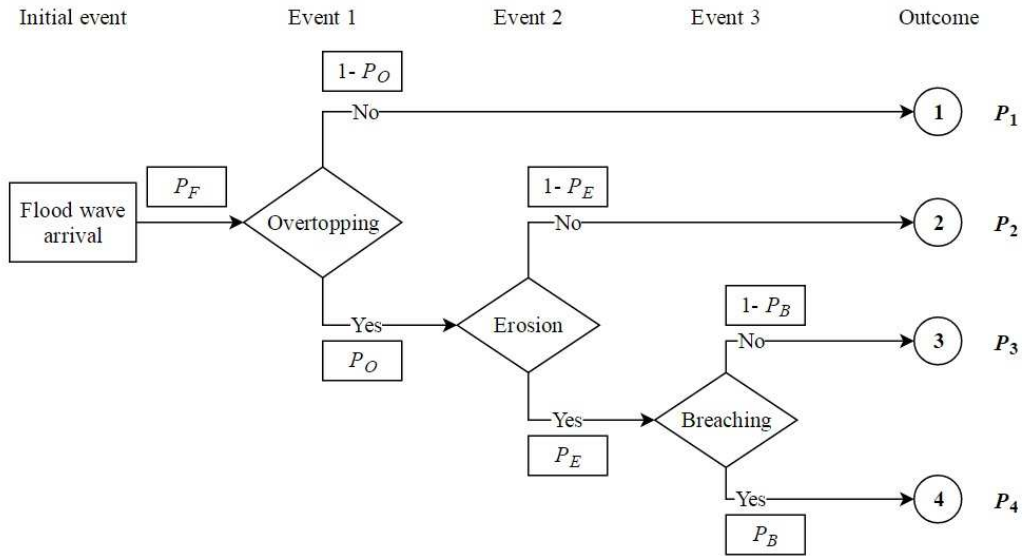 Initial event Event 1 Event 2 Event 3 Outcome
1- P_O
No
1 P_1
P_F
1- P_E
Flood wave
arrival
Overtopping
No
2 P_2
1- P_B
Yes
Erosion
No
3 P_3
P_O
Yes
Breaching
P_E
Yes
4 P_4
P_B